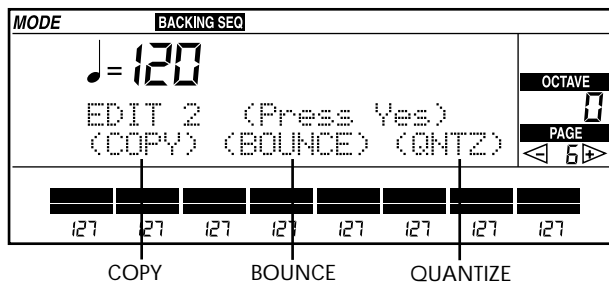 MODE BACKING SEQ
♩=120
OCTAVE
0
EDIT 2 (Press Yes)
(COPY) (BOUNCE) (QNTZ)
PAGE
- 6 +
127 127 127 127 127 127 127 127
COPY BOUNCE QUANTIZE